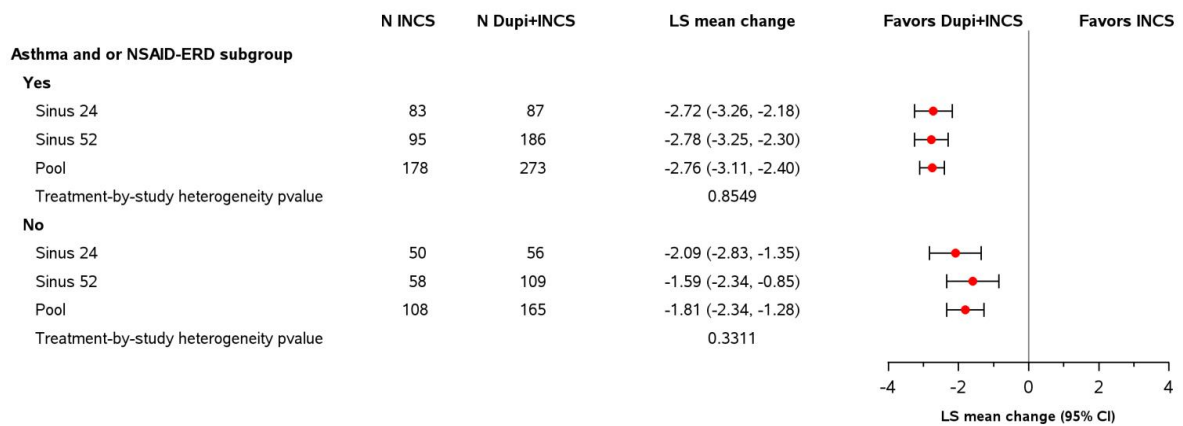 N INCS N Dupi+INCS LS mean change Favors Dupi+INCS Favors INCS
Asthma and or NSAID-ERD subgroup
Yes
Sinus 24 83 87 -2.72 (-3.26, -2.18)
Sinus 52 95 186 -2.78 (-3.25, -2.30)
Pool 178 273 -2.76 (-3.11, -2.40)
Treatment-by-study heterogeneity pvalue 0.8549
No
Sinus 24 50 56 -2.09 (-2.83, -1.35)
Sinus 52 58 109 -1.59 (-2.34, -0.85)
Pool 108 165 -1.81 (-2.34, -1.28)
Treatment-by-study heterogeneity pvalue 0.3311
-4 -2 0 2 4
LS mean change (95% CI)